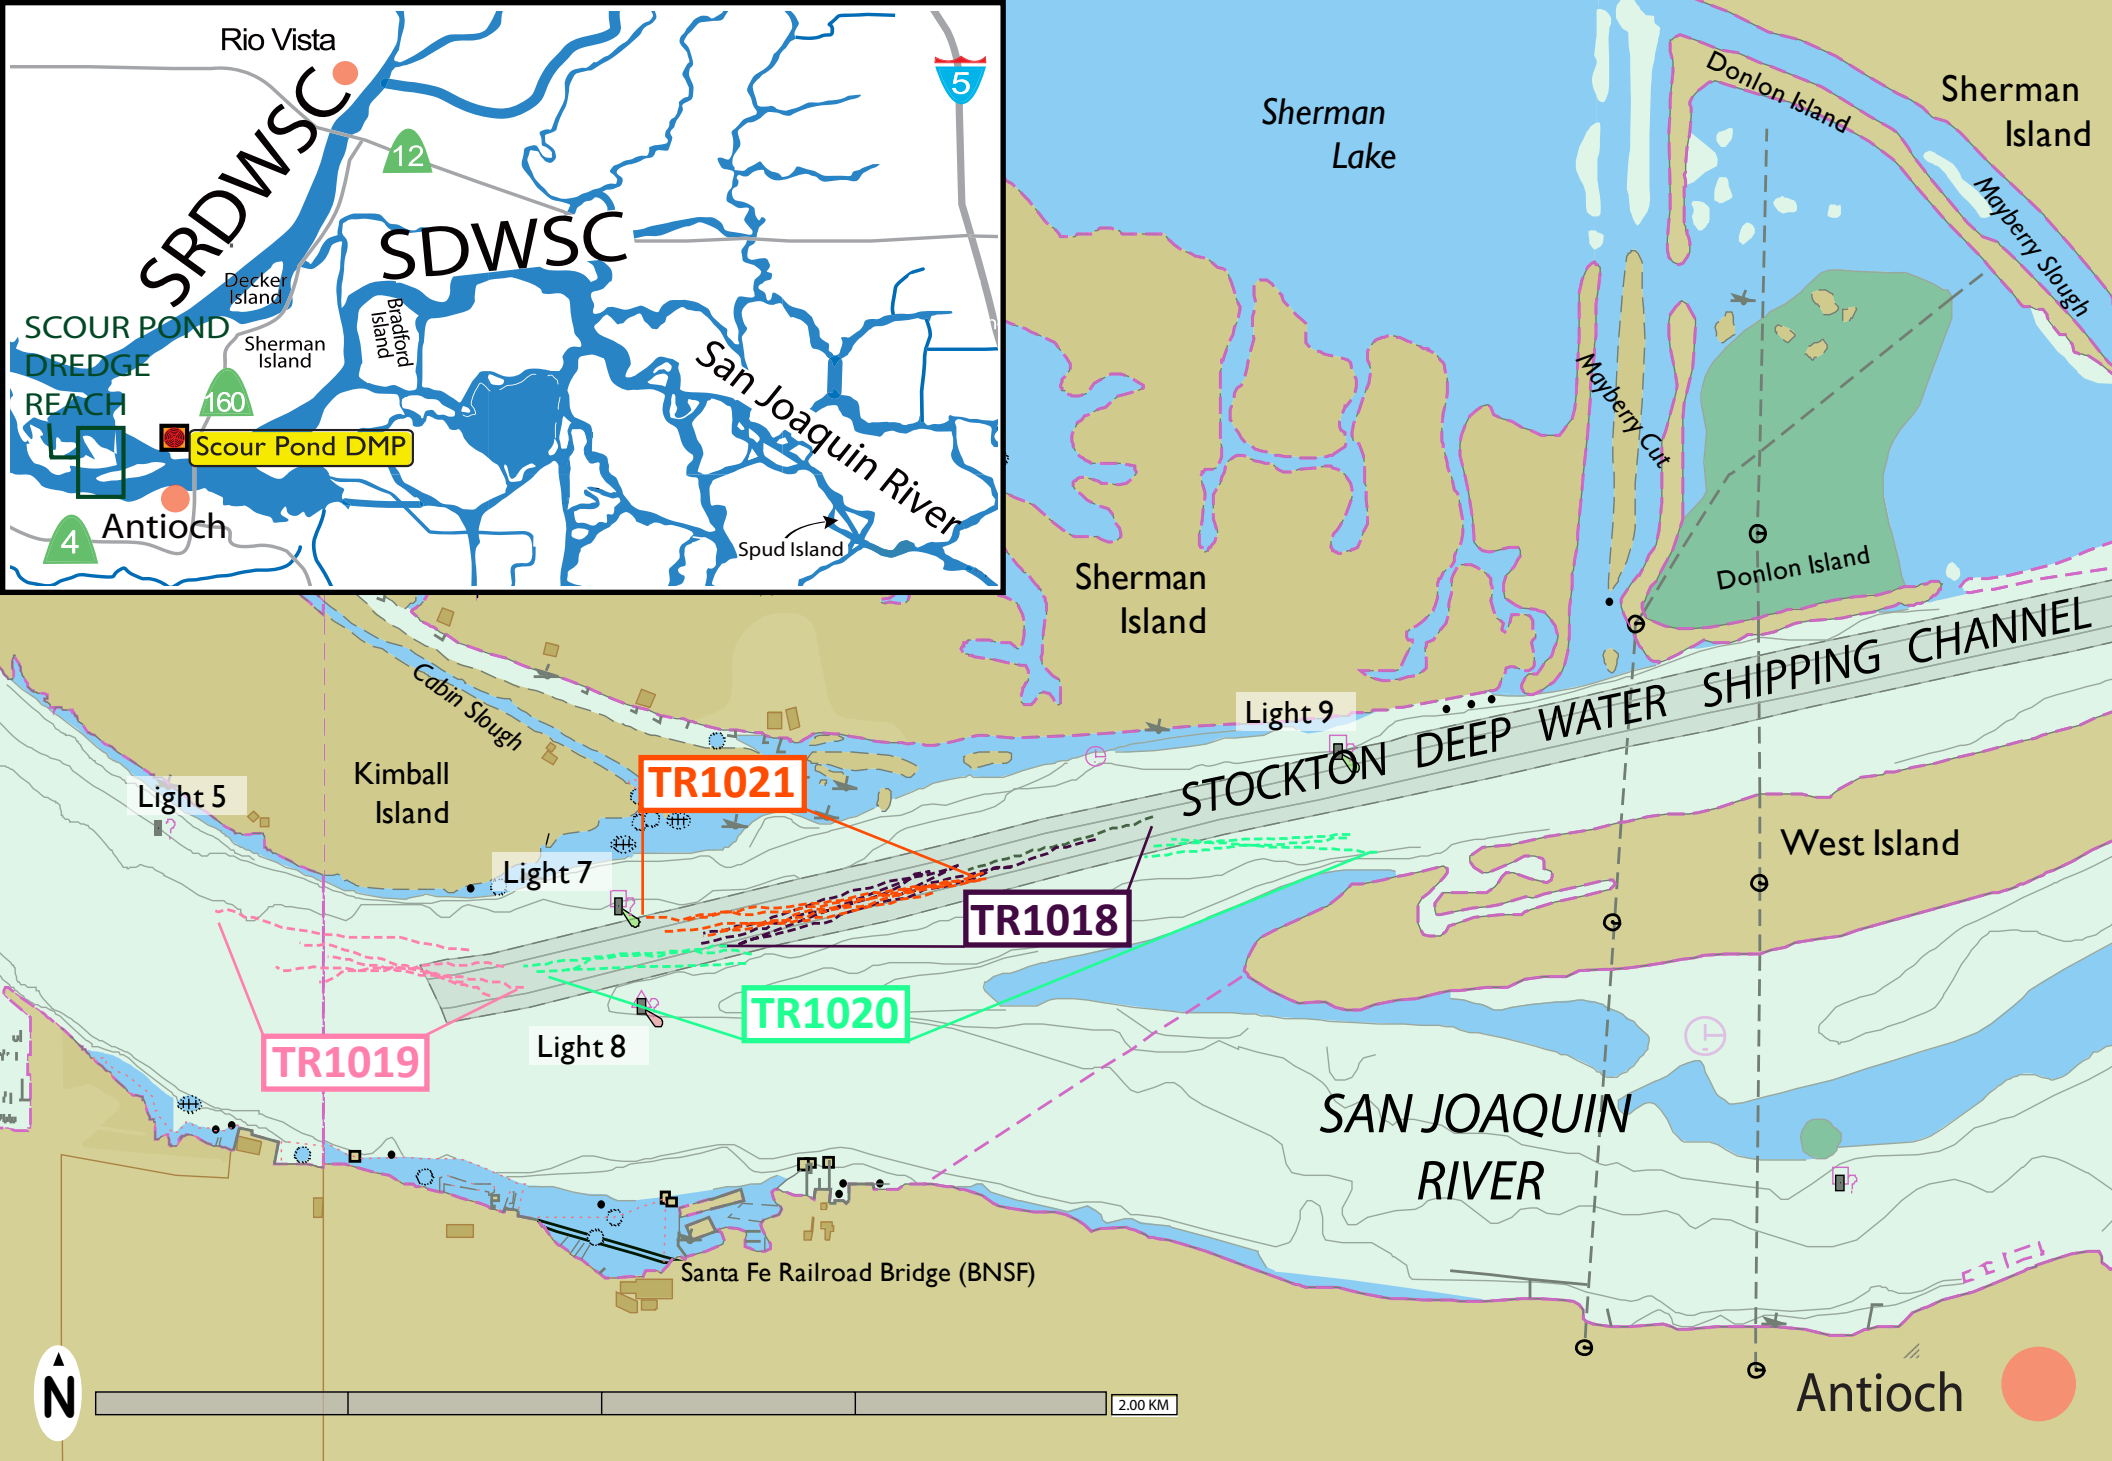 Rio Vista
5
12
SRDWSC
SDWSC
Decker
Island
Bradford
Island
SCOUR POND
DREDGE
REACH
Sherman
Island
160
Scour Pond DMP
San Joaquin River
Antioch
4
Spud Island
Sherman
Lake
Donlon Island
Sherman
Island
Mayberry Slough
Mayberry Cut
Donlon Island
Sherman
Island
STOCKTON DEEP WATER SHIPPING CHANNEL
Cabin Slough
Light 9
Kimball
Island
Light 5
TR1021
Light 7
West Island
TR1018
TR1020
TR1019
Light 8
SAN JOAQUIN
RIVER
Santa Fe Railroad Bridge (BNSF)
N
2.00 KM
Antioch